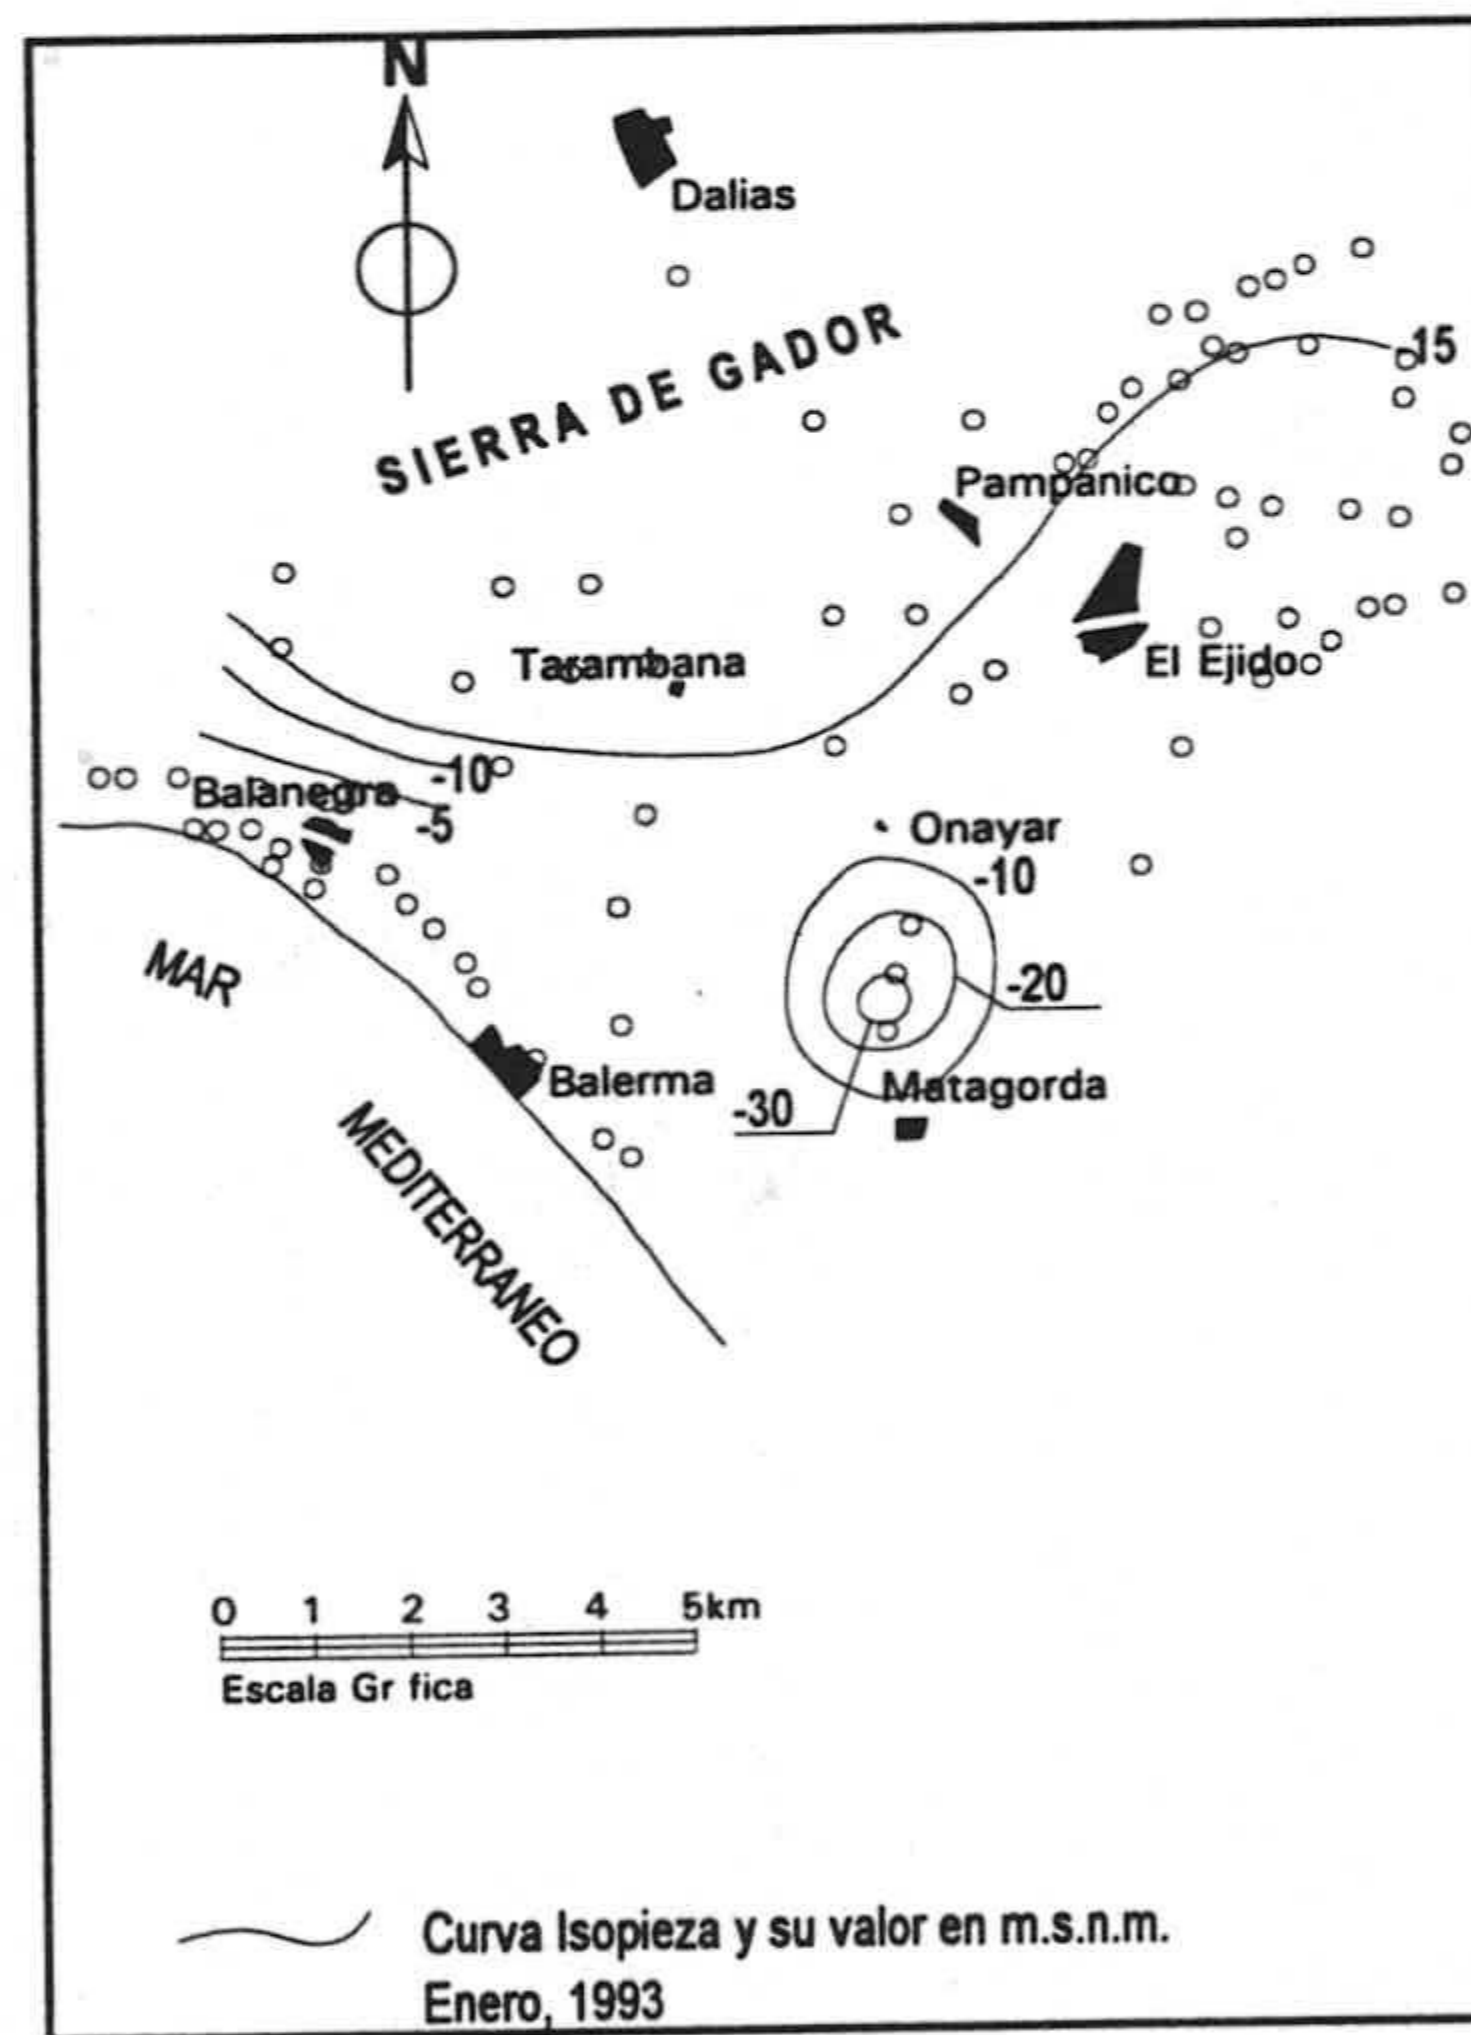 N
Dalias
SIERRA DE GADOR
-15
Pampanico
Tarambana
El Ejido
-10
Balanegra
-5
Onayar
-10
MAR
-20
Balerma
Matagorda
-30
MEDITERRANEO
0 1 2 3 4 5km
Escala Gr fica
Curva Isopieza y su valor en m.s.n.m.
Enero, 1993